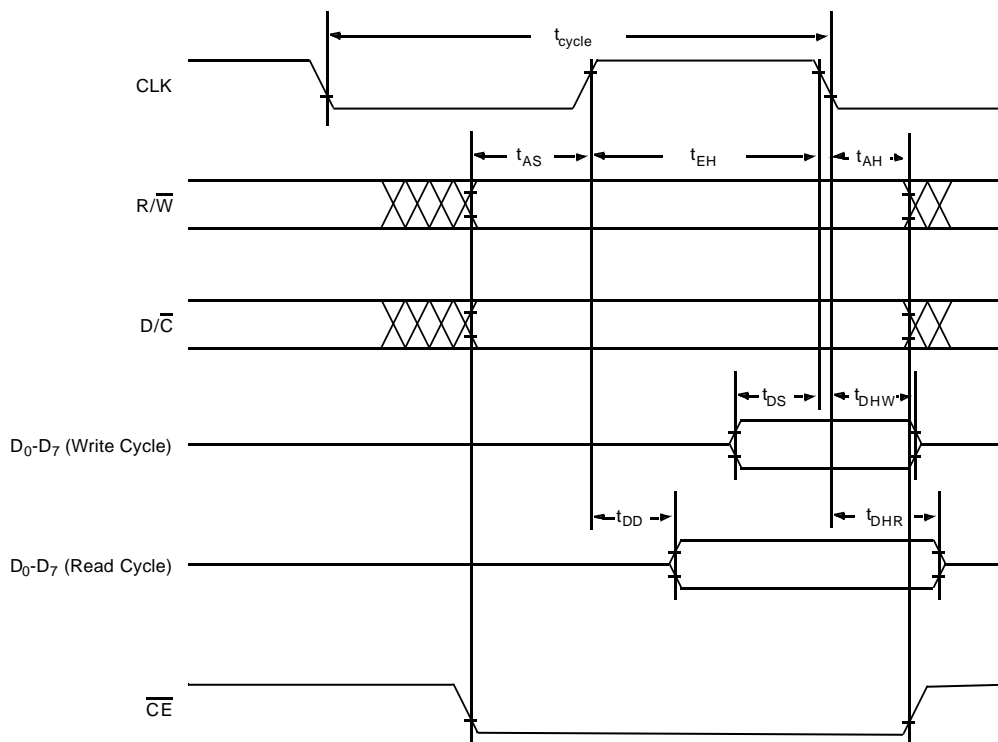 t_cycle
CLK
t_AS t_EH t_AH
R/W̅
D/C̅
t_DS t_DHW
D₀-D₇ (Write Cycle)
t_DD t_DHR
D₀-D₇ (Read Cycle)
C̅E̅